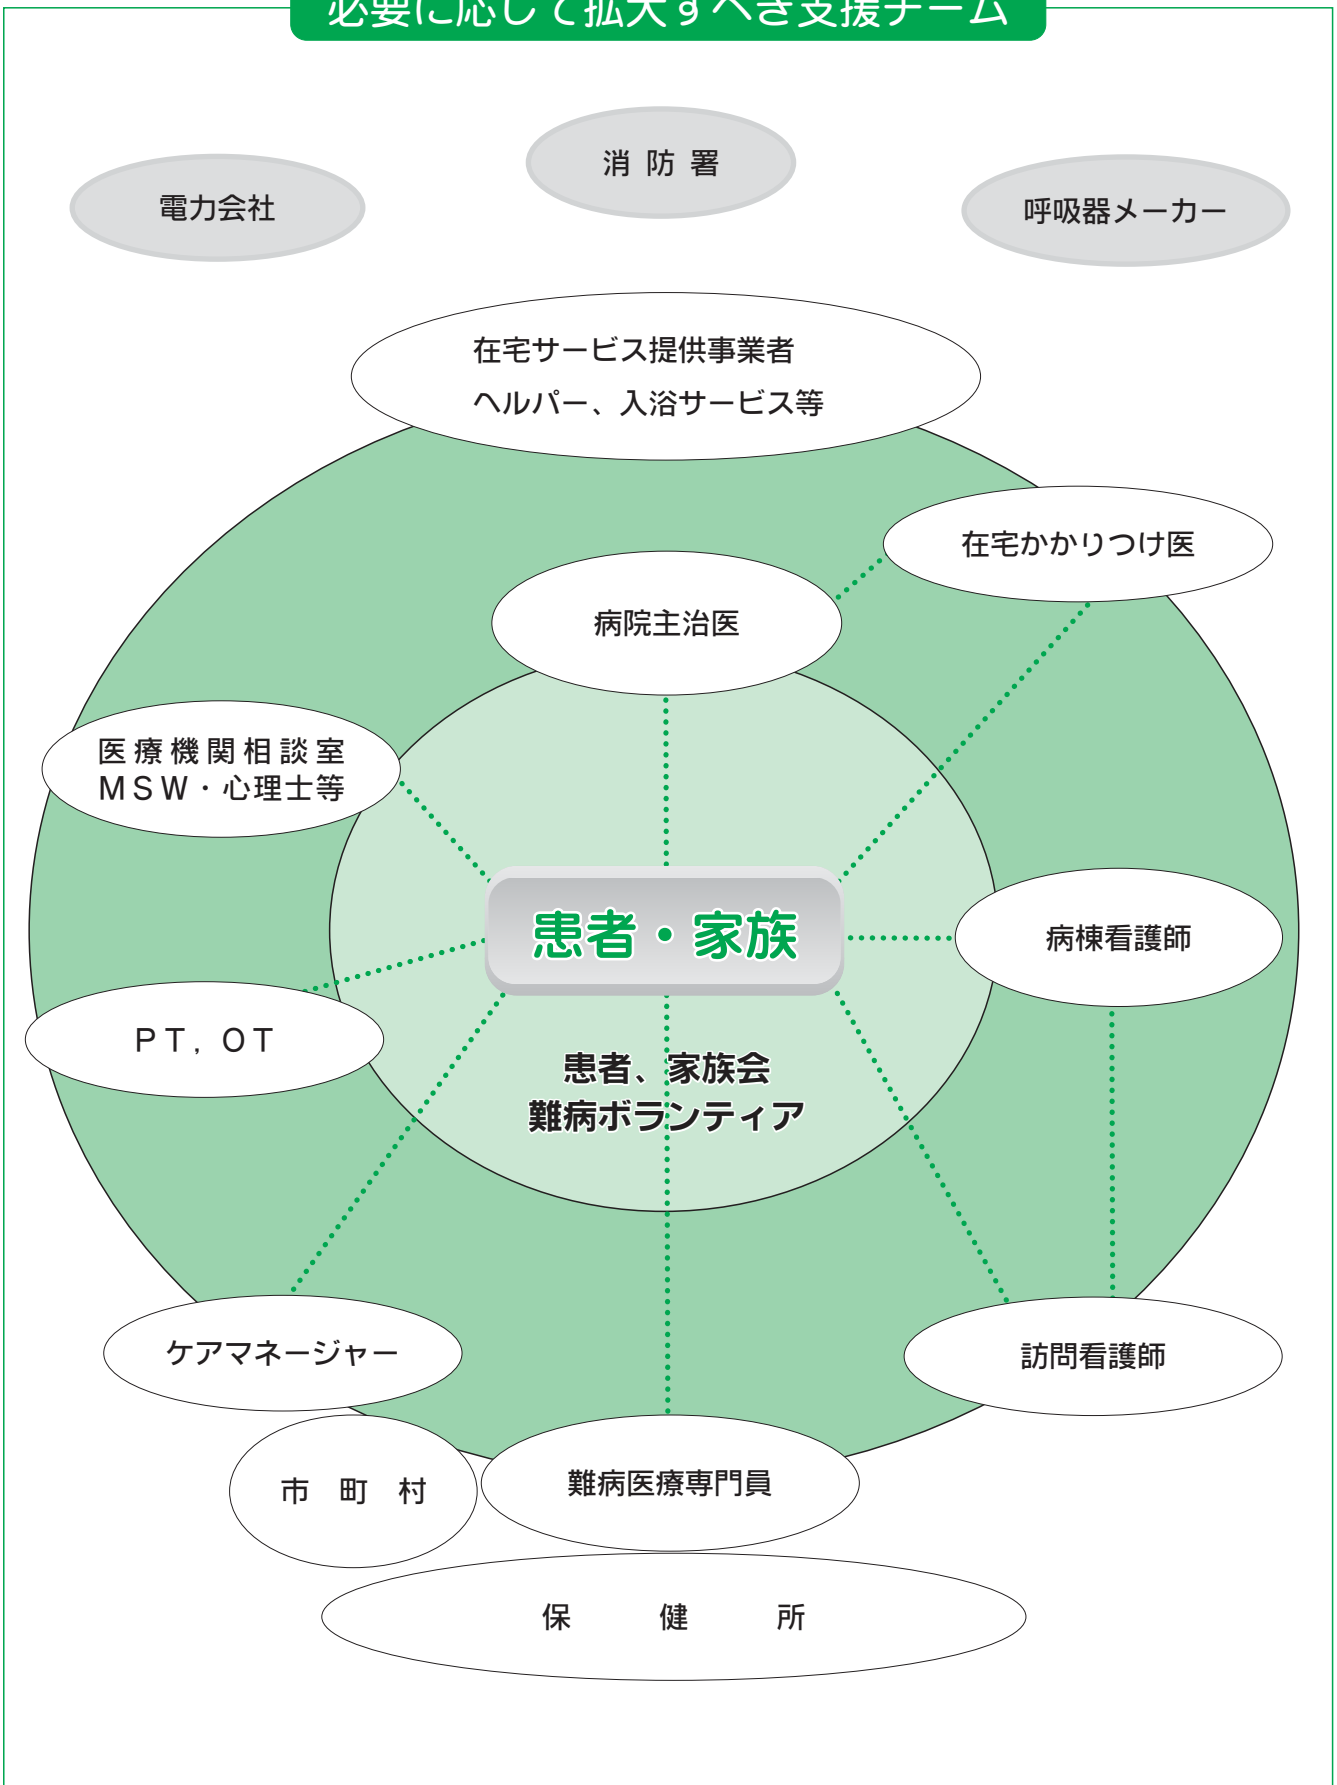 必要に応じて拡大すべき支援チーム
消防署
電力会社
呼吸器メーカー
在宅サービス提供事業者
ヘルパー、入浴サービス等
在宅かかりつけ医
病院主治医
医療機関相談室
MSW・心理士等
患者・家族
病棟看護師
PT，OT
患者、家族会
難病ボランティア
ケアマネージャー
訪問看護師
市町村
難病医療専門員
保健所